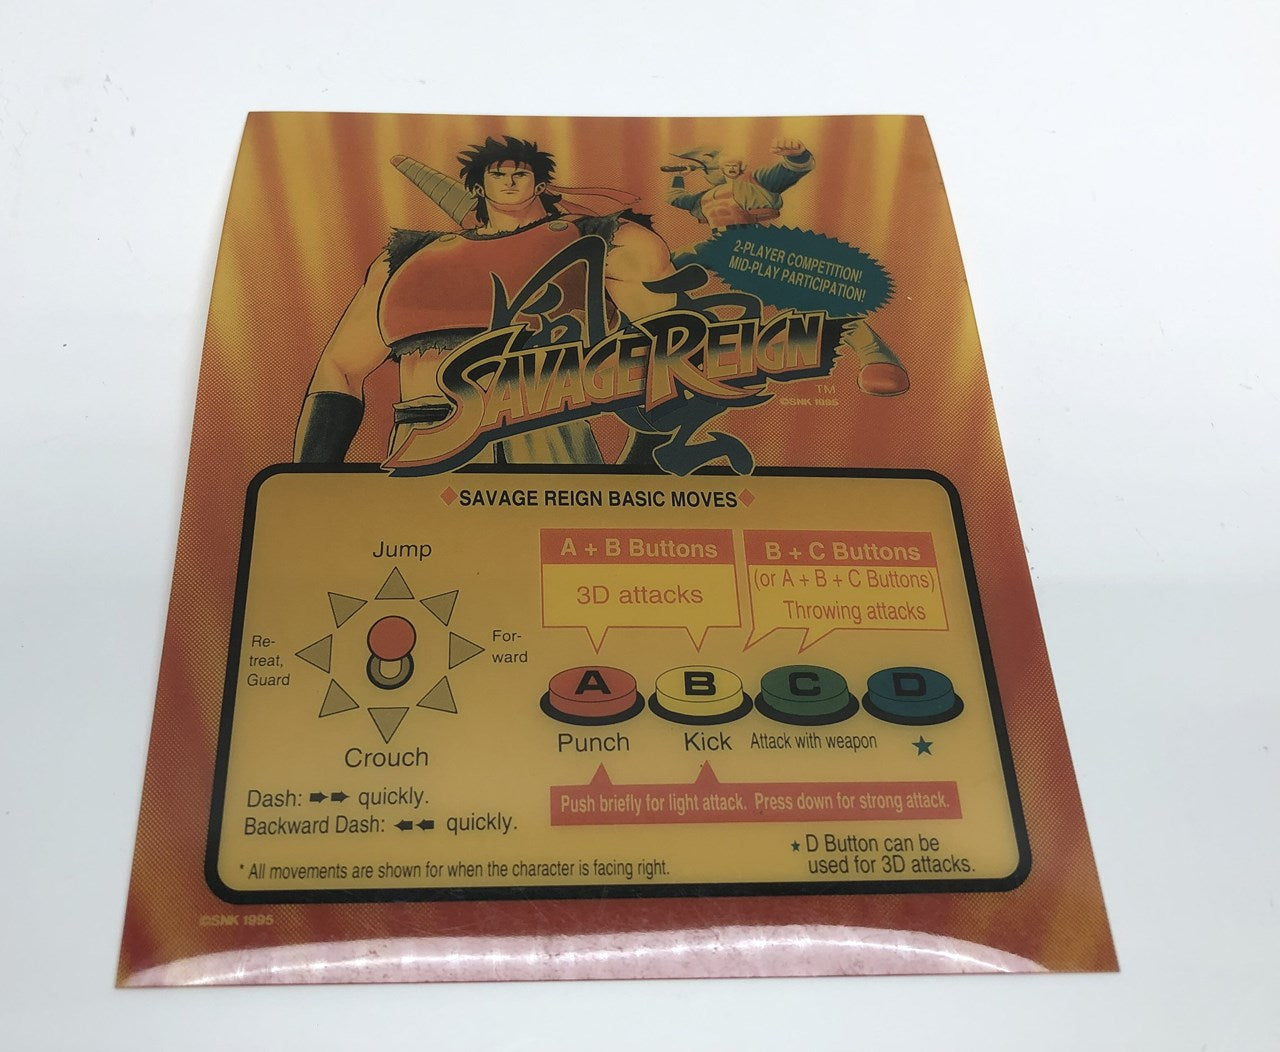 2-PLAYER COMPETITION!
MID-PLAY PARTICIPATION!
風雲
SAVAGE REIGN
TM
©SNK 1995
SAVAGE REIGN BASIC MOVES
Jump
Re-
treat,
Guard
For-
ward
Crouch
Dash: ➡➡ quickly.
Backward Dash: ⬅⬅ quickly.
* All movements are shown for when the character is facing right.
A + B Buttons
3D attacks
B + C Buttons
(or A + B + C Buttons)
Throwing attacks
A B C D
Punch Kick Attack with weapon ★
Push briefly for light attack. Press down for strong attack.
★ D Button can be
used for 3D attacks.
©SNK 1995